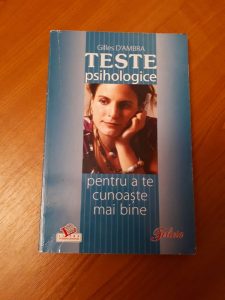 Gilles D'AMBRA
TESTE
psihologice
pentru a te
cunoaște
mai bine